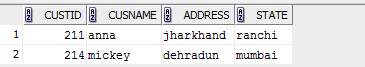 CUSTID CUSNAME ADDRESS STATE
1 211 anna jharkhand ranchi
2 214 mickey dehradun mumbai